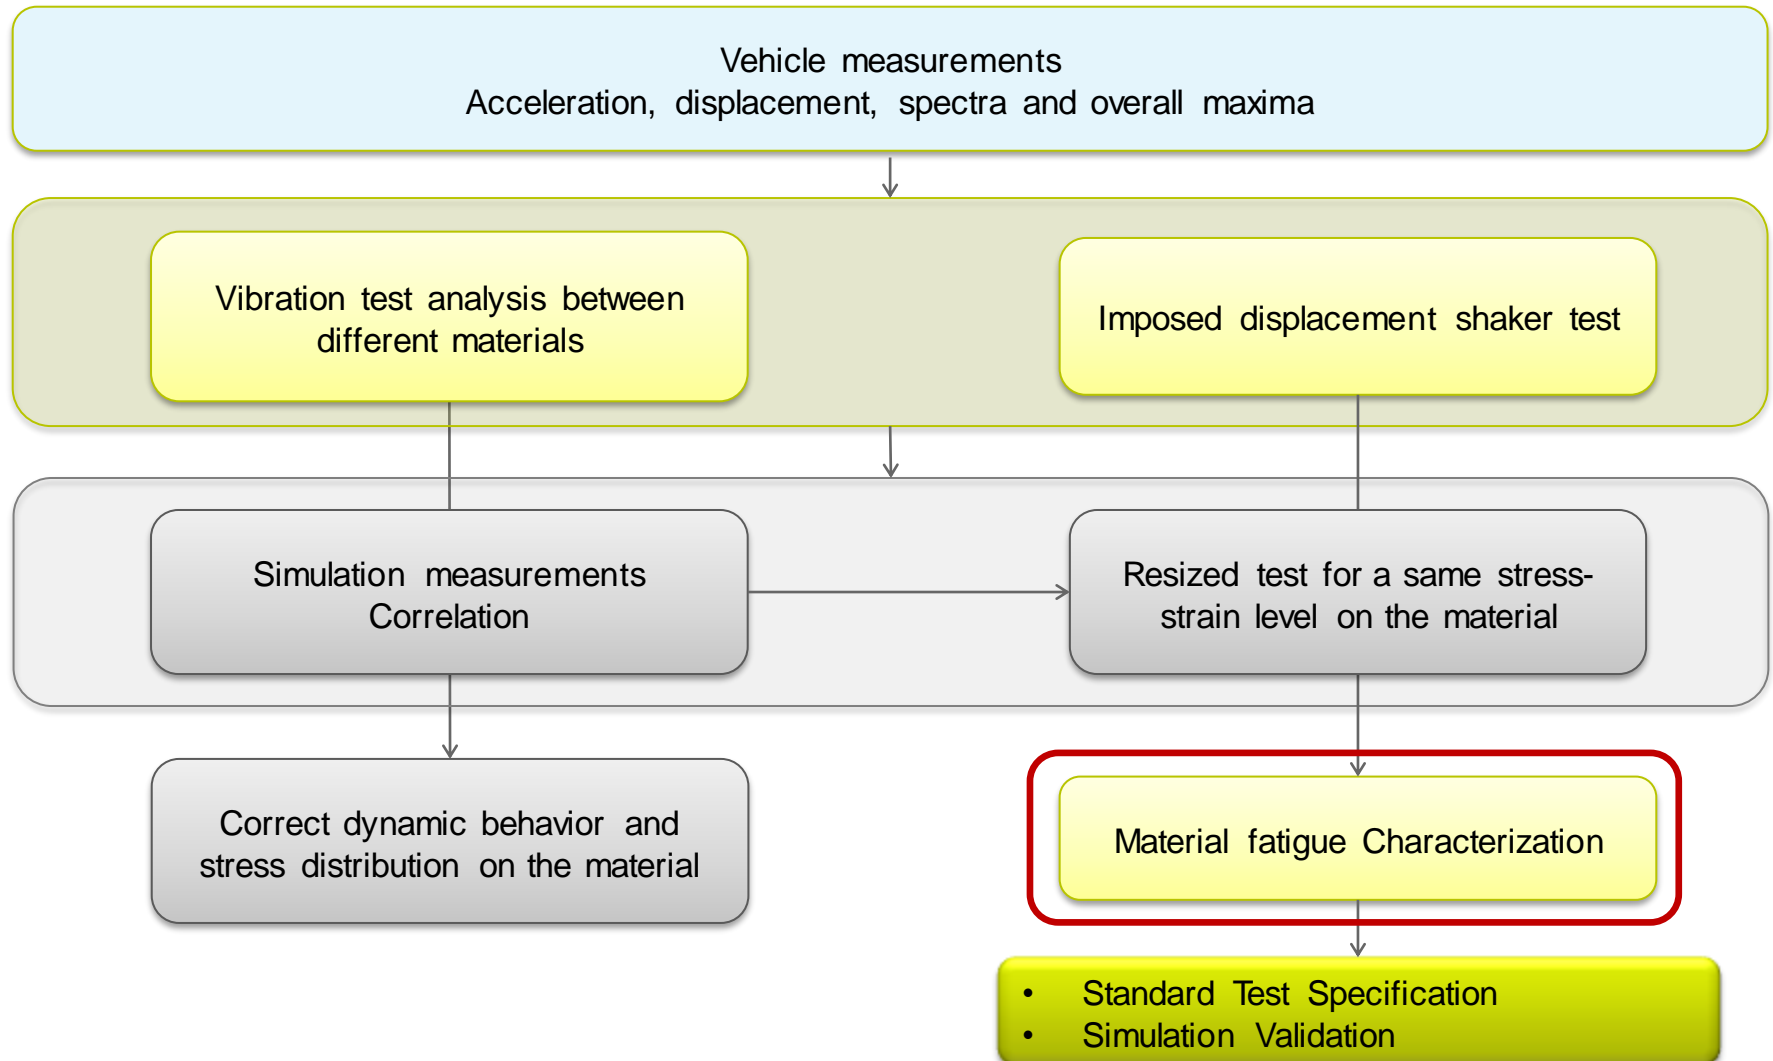 Vehicle measurements
Acceleration, displacement, spectra and overall maxima
Vibration test analysis between
different materials
Imposed displacement shaker test
Simulation measurements
Correlation
Resized test for a same stress-
strain level on the material
Correct dynamic behavior and
stress distribution on the material
Material fatigue Characterization
• Standard Test Specification
• Simulation Validation